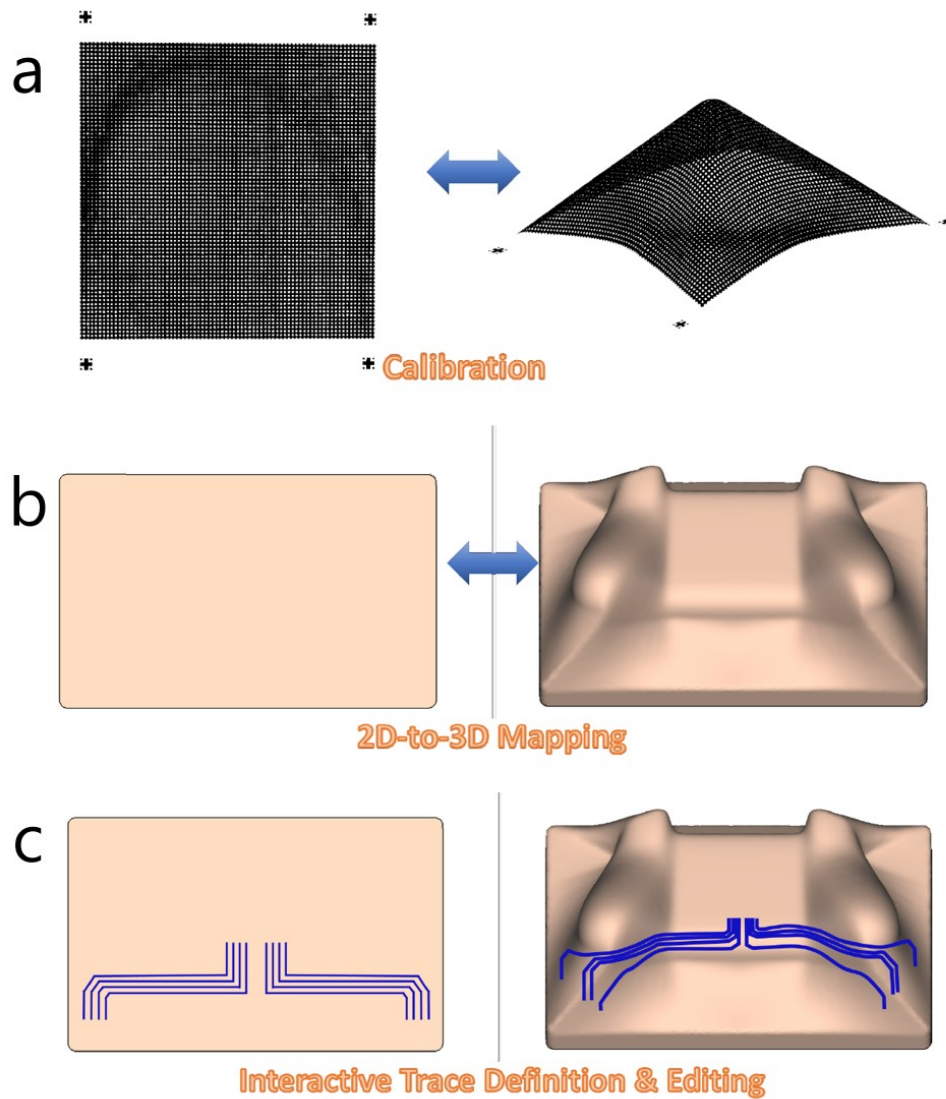 a
Calibration
b
2D-to-3D Mapping
c
Interactive Trace Definition & Editing